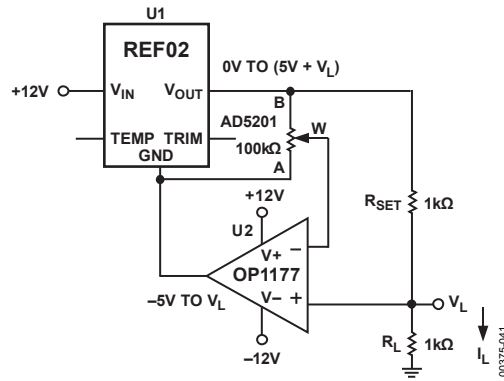 U1
REF02
0V TO (5V + VL)
+12V
VIN
VOUT
B
AD5201
W
TEMP
TRIM
100kΩ
GND
A
+12V
RSET
1kΩ
U2
V+
–
OP1177
–5V TO VL
V–
+
VL
–12V
RL
1kΩ
IL
00375-041